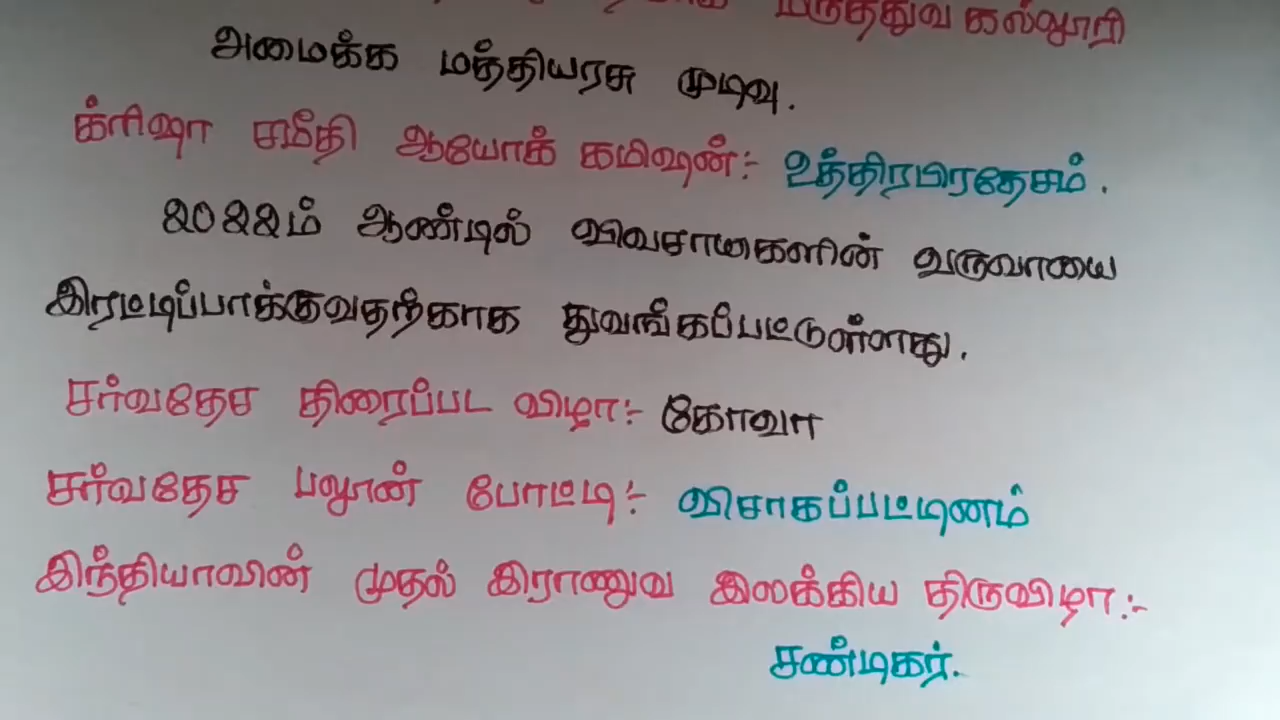 மருத்துவ கல்லூரி
அமைக்க மத்தியரசு முடிவு.
க்ரிஷா சமீதி ஆயோக் கமிஷன்:- உத்திரபிரதேசம்.
2022ம் ஆண்டில் விவசாயிகளின் வருவாயை
இரட்டிப்பாக்குவதற்காக துவங்கப்பட்டுள்ளது.
சர்வதேச திரைப்பட விழா:- கோவா
சர்வதேச பலூன் போட்டி:- விசாகப்பட்டினம்
இந்தியாவின் முதல் இராணுவ இலக்கிய திருவிழா:-
சண்டிகர்.